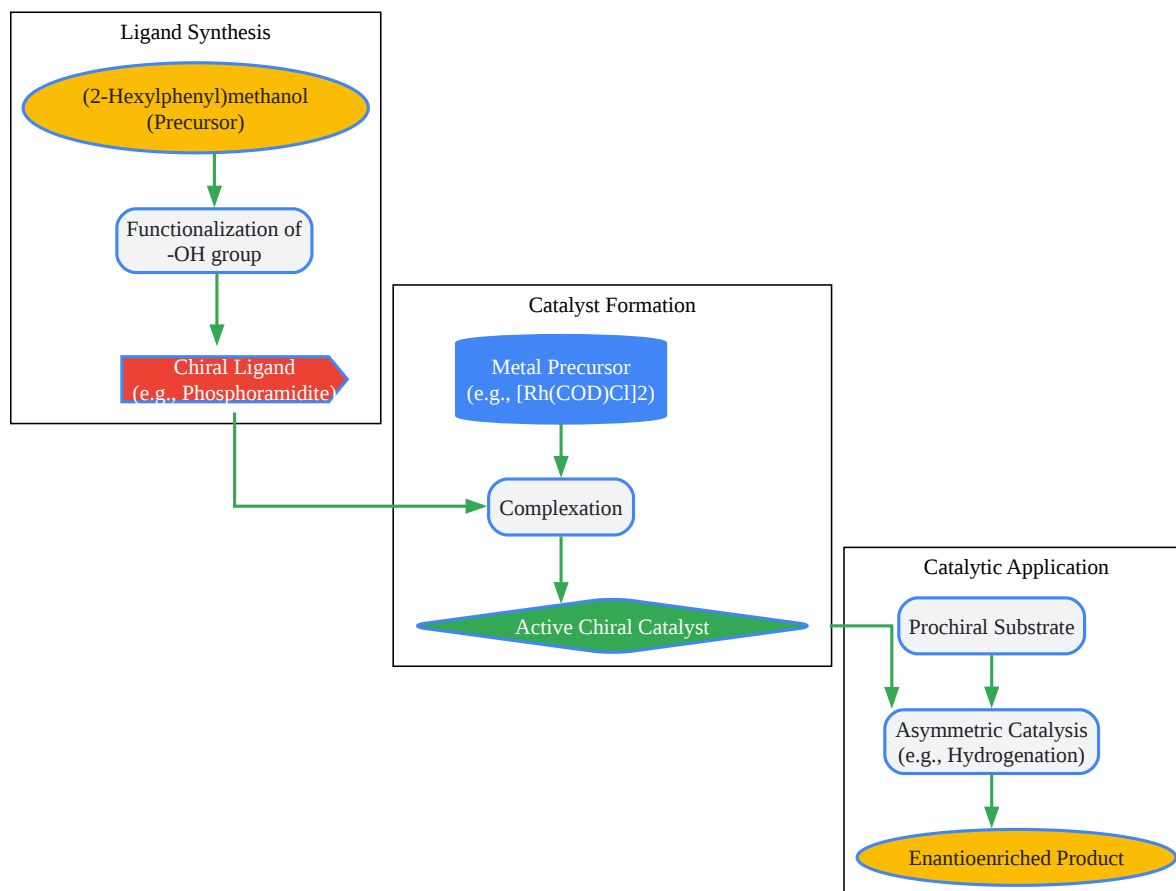 Ligand Synthesis
(2-Hexylphenyl)methanol
(Precursor)
Functionalization of
-OH group
Chiral Ligand
(e.g., Phosphoramidite)
Catalyst Formation
Metal Precursor
(e.g., [Rh(COD)Cl]2)
Complexation
Active Chiral Catalyst
Catalytic Application
Prochiral Substrate
Asymmetric Catalysis
(e.g., Hydrogenation)
Enantioenriched Product